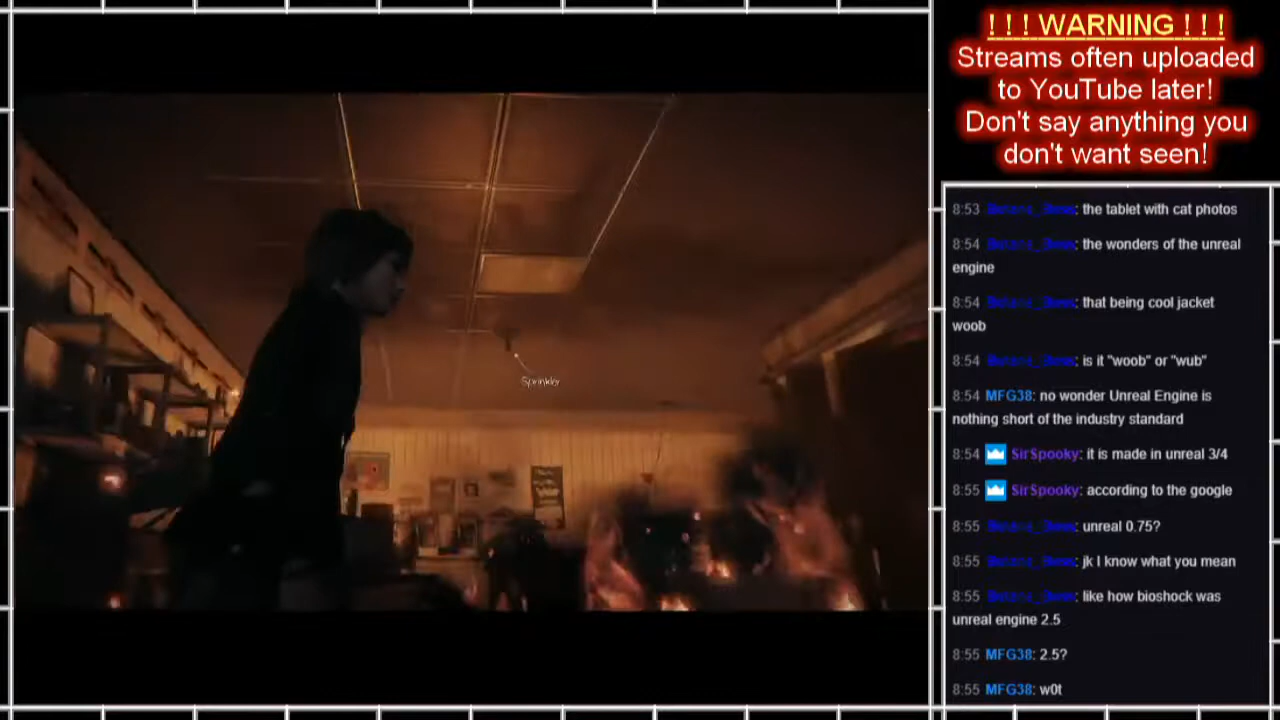 ! ! ! WARNING ! ! !
Streams often uploaded
to YouTube later!
Don't say anything you
don't want seen!
Sprinkler
8:53 : the tablet with cat photos
8:54 : the wonders of the unreal
engine
8:54 : that being cool jacket
woob
8:54 : is it "woob" or "wub"
8:54 MFG38: no wonder Unreal Engine is
nothing short of the industry standard
8:54 SirSpooky: it is made in unreal 3/4
8:55 SirSpooky: according to the google
8:55 : unreal 0.75?
8:55 : jk I know what you mean
8:55 : like how bioshock was
unreal engine 2.5
8:55 MFG38: 2.5?
8:55 MFG38: w0t